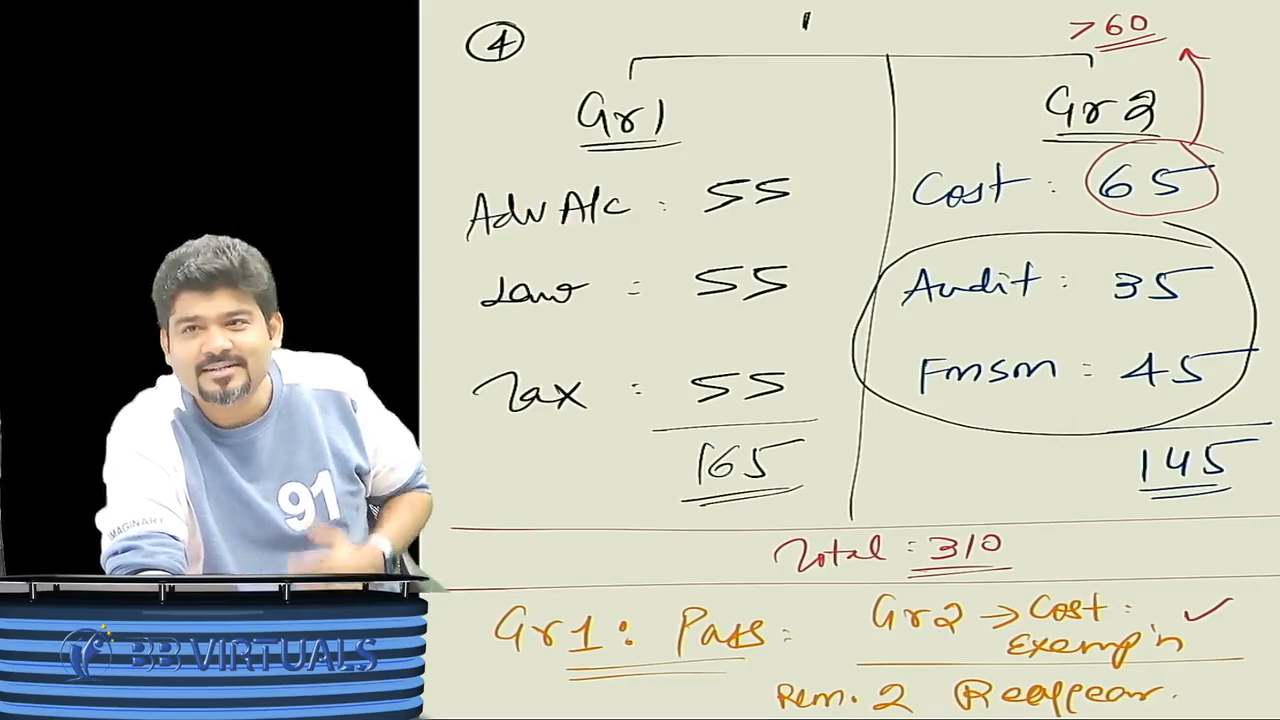 ④
>60
Gr1
Gr2
Adv A/c : 55
Cost : 65
Law : 55
Audit : 35
Tax : 55
Fmsm : 45
165
145
Total : 310
Gr1 : Pass :
Gr2 → Cost : ✓
Exemp'n
Rem. 2 Reappear.
91
IMAGINARY
BB VIRTUALS